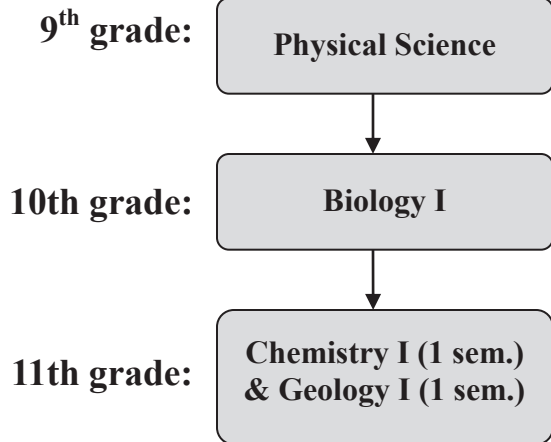 9th grade:
Physical Science
10th grade:
Biology I
11th grade:
Chemistry I (1 sem.)
& Geology I (1 sem.)